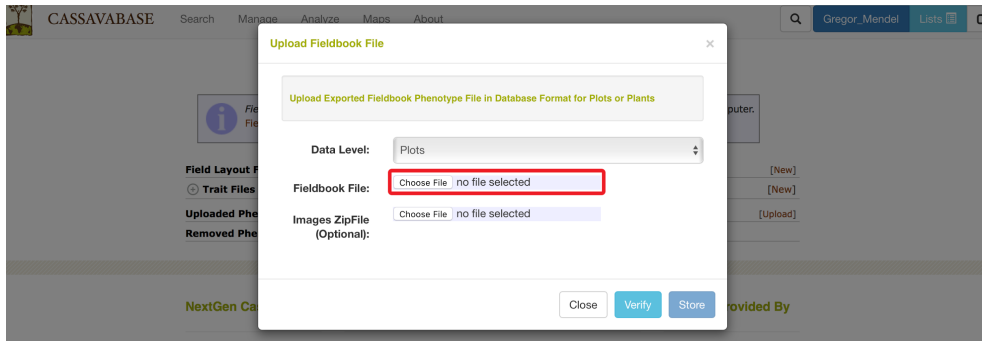 CASSAVABASE Search Manage Analyze Maps About Gregor_Mendel Lists
Upload Fieldbook File ×
Upload Exported Fieldbook Phenotype File in Database Format for Plots or Plants
Fie puter.
Fie
Data Level: Plots
Field Layout F [New]
Fieldbook File: Choose File no file selected
Trait Files [New]
Images ZipFile (Optional): Choose File no file selected
Uploaded Phe [Upload]
Removed Phe
Close Verify Store
NextGen Ca rovided By